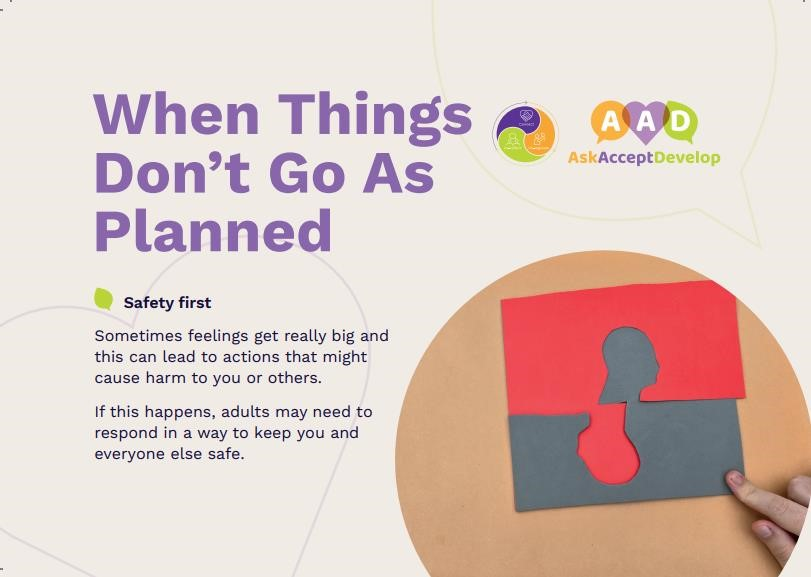 When Things
Don't Go As
Planned
A A D
AskAcceptDevelop
Connect
Safety first
Sometimes feelings get really big and
this can lead to actions that might
cause harm to you or others.
If this happens, adults may need to
respond in a way to keep you and
everyone else safe.